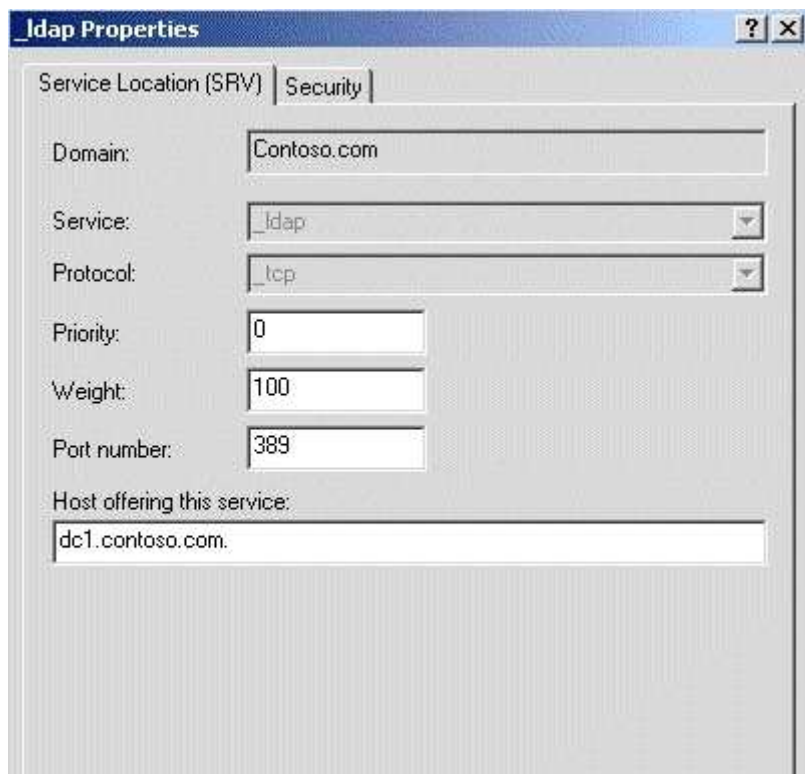 _ldap Properties
Service Location (SRV) Security
Domain: Contoso.com
Service: _ldap
Protocol: _tcp
Priority: 0
Weight: 100
Port number: 389
Host offering this service:
dc1.contoso.com.